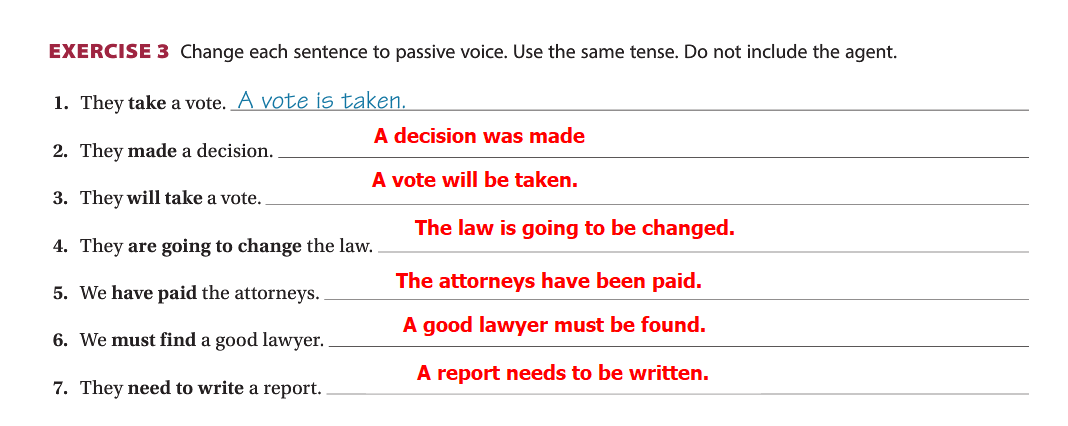 EXERCISE 3 Change each sentence to passive voice. Use the same tense. Do not include the agent.
1. They take a vote. A vote is taken.
2. They made a decision. A decision was made
3. They will take a vote. A vote will be taken.
4. They are going to change the law. The law is going to be changed.
5. We have paid the attorneys. The attorneys have been paid.
6. We must find a good lawyer. A good lawyer must be found.
7. They need to write a report. A report needs to be written.